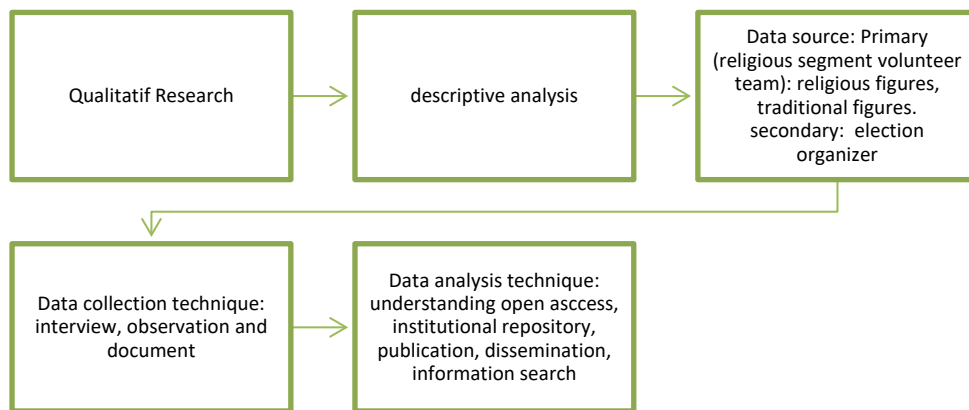 Qualitatif Research
descriptive analysis
Data source: Primary
(religious segment volunteer
team): religious figures,
traditional figures.
secondary:  election
organizer
Data collection technique:
interview, observation and
document
Data analysis technique:
understanding open asccess,
institutional repository,
publication, dissemination,
information search